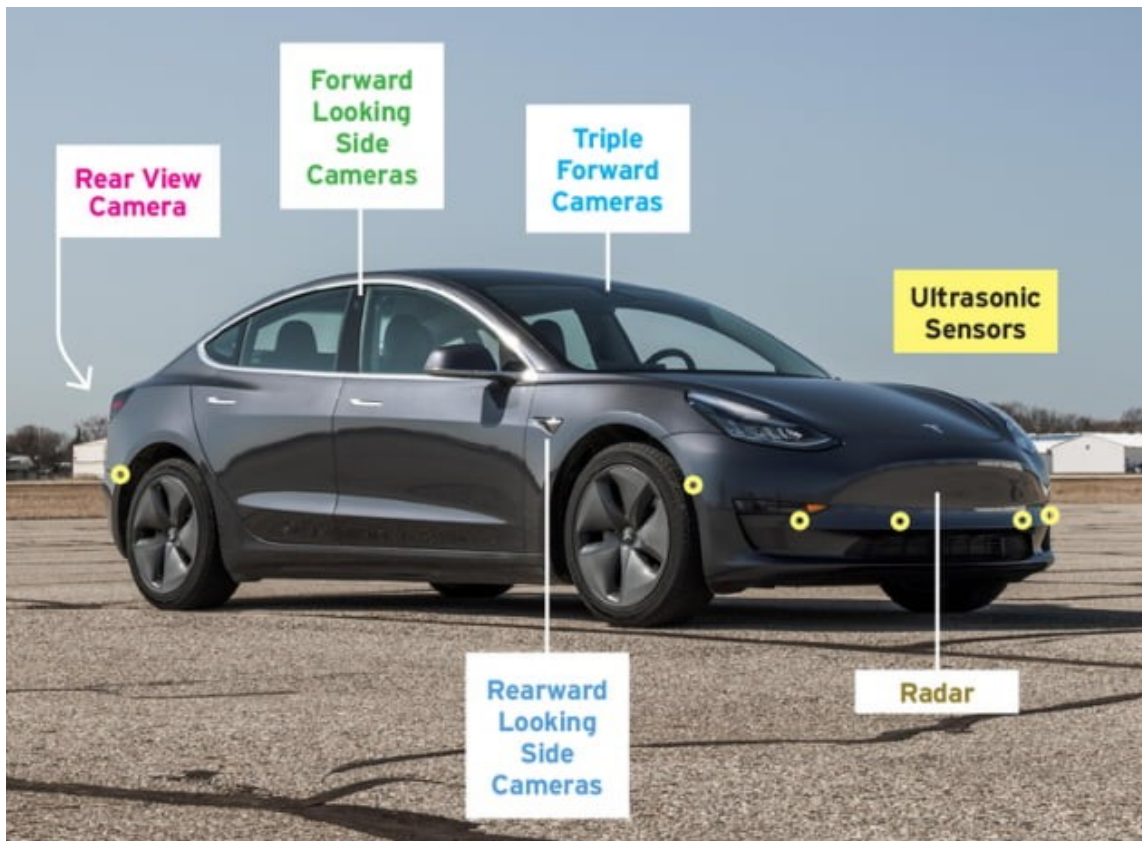 Forward
Looking
Side
Cameras
Triple
Forward
Cameras
Rear View
Camera
Ultrasonic
Sensors
Rearward
Looking
Side
Cameras
Radar